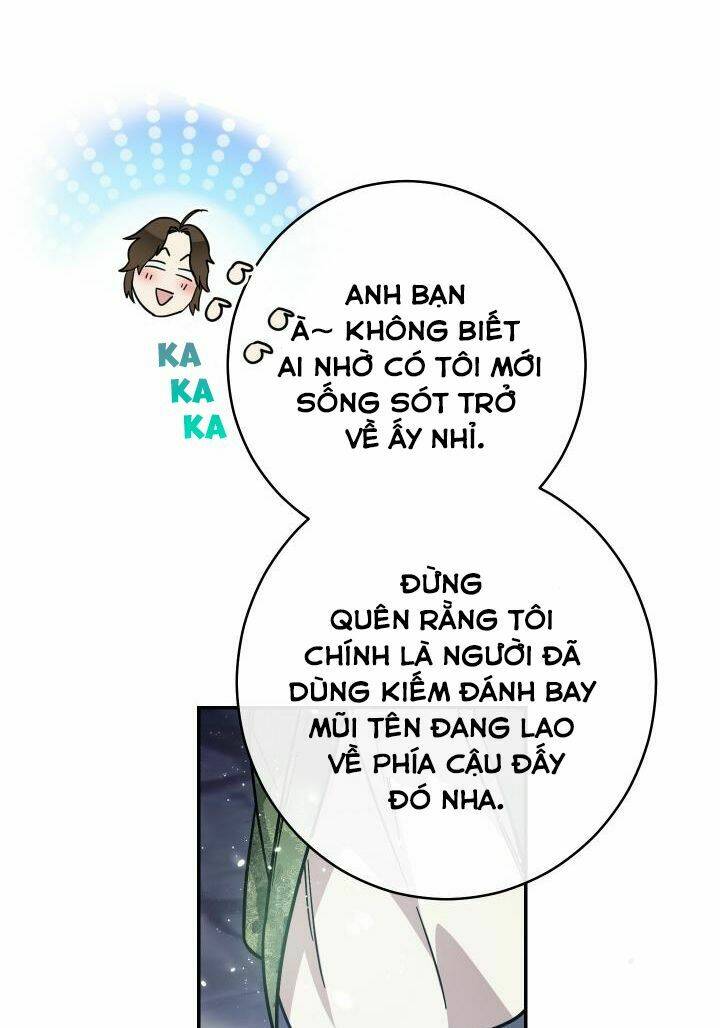 ANH BẠN
À~ KHÔNG BIẾT
AI NHỜ CÓ TÔI MỚI
SỐNG SÓT TRỞ
VỀ ẤY NHỈ.
KA
KA
KA
ĐỪNG
QUÊN RẰNG TÔI
CHÍNH LÀ NGƯỜI ĐÃ
DÙNG KIẾM ĐÁNH BAY
MŨI TÊN ĐANG LAO
VỀ PHÍA CẬU ĐẤY
ĐÓ NHA.